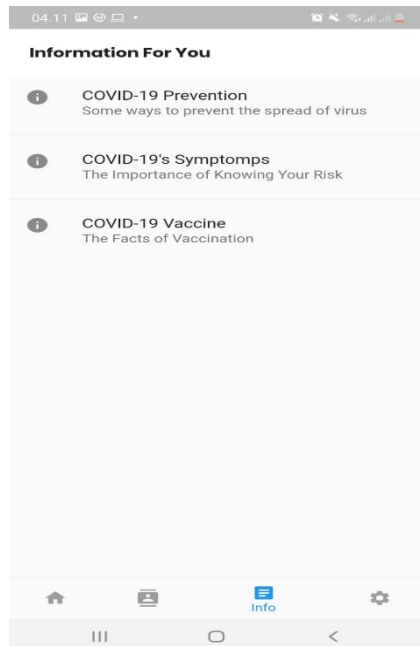 04.11
Information For You
COVID-19 Prevention
Some ways to prevent the spread of virus
COVID-19's Symptomps
The Importance of Knowing Your Risk
COVID-19 Vaccine
The Facts of Vaccination
Info